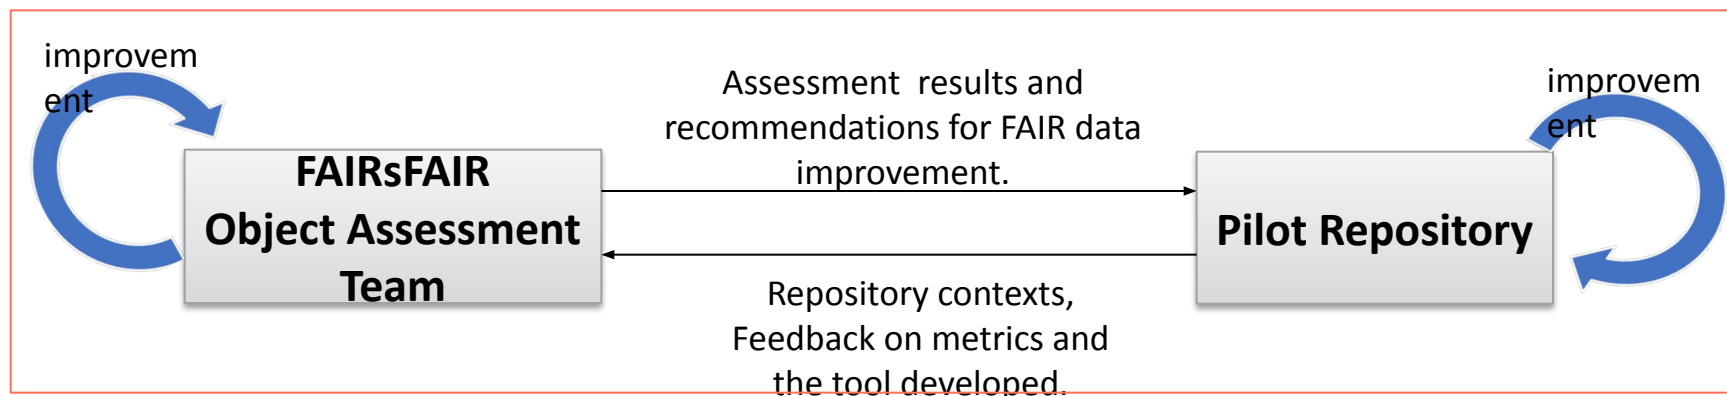 improvem
ent
FAIRsFAIR
Object Assessment
Team
Assessment  results and
recommendations for FAIR data
improvement.
Repository contexts,
Feedback on metrics and
the tool developed.
Pilot Repository
improvem
ent